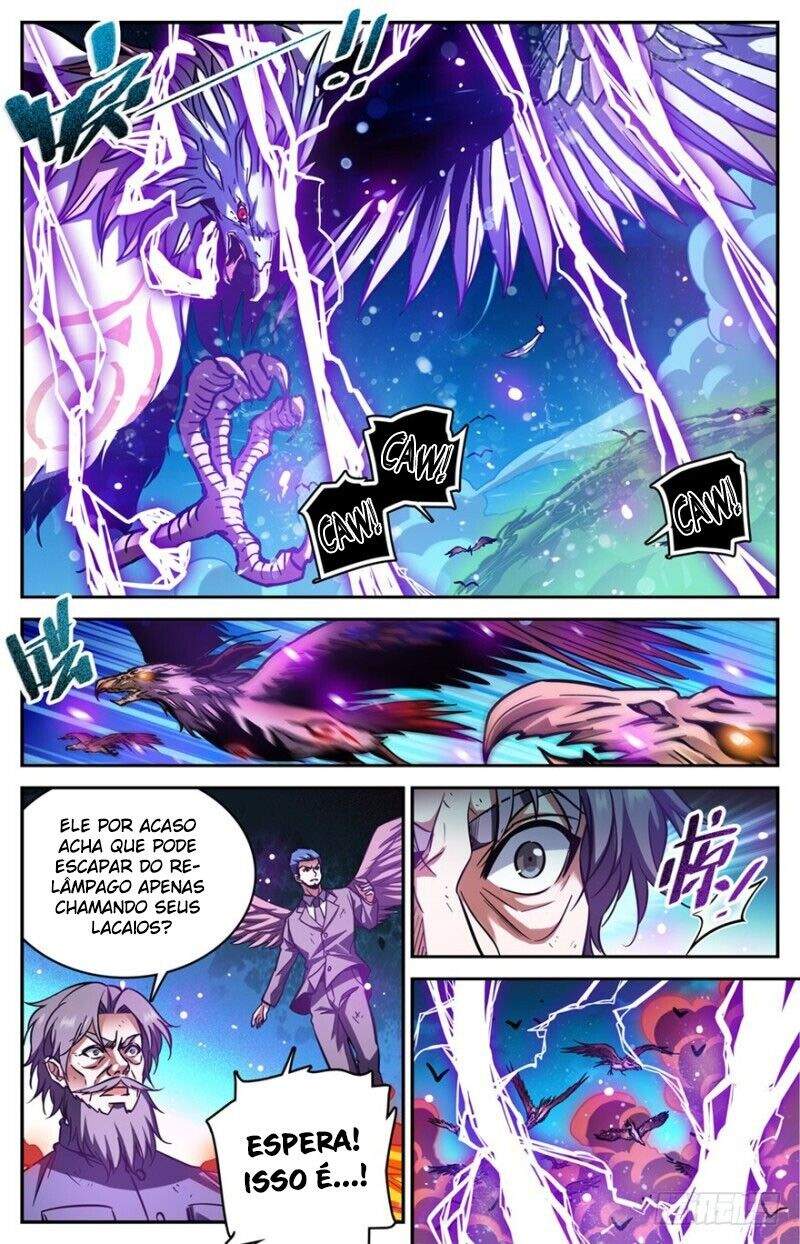 CAW!
CAW!
CAW!
ELE POR ACASO
ACHA QUE PODE
ESCAPAR DO RE-
LÂMPAGO APENAS
CHAMANDO SEUS
LACAIOS?
惊!
ESPERA!
ISSO É...!